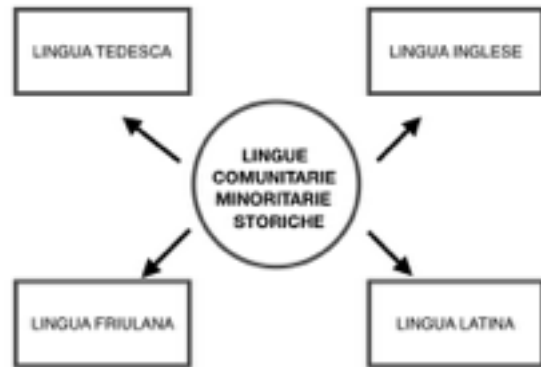 LINGUA TEDESCA
LINGUA INGLESE
LINGUE
COMUNITARIE
MINORITARIE
STORICHE
LINGUA FRIULANA
LINGUA LATINA